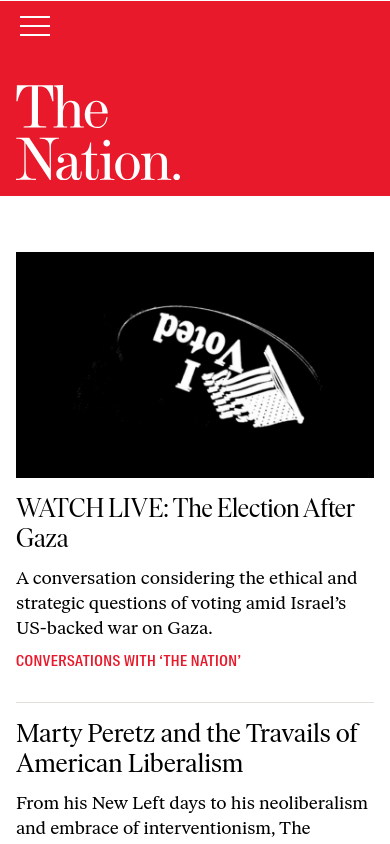 The
Nation.
I Voted
WATCH LIVE: The Election After
Gaza
A conversation considering the ethical and
strategic questions of voting amid Israel’s
US-backed war on Gaza.
CONVERSATIONS WITH ‘THE NATION’
Marty Peretz and the Travails of
American Liberalism
From his New Left days to his neoliberalism
and embrace of interventionism, The